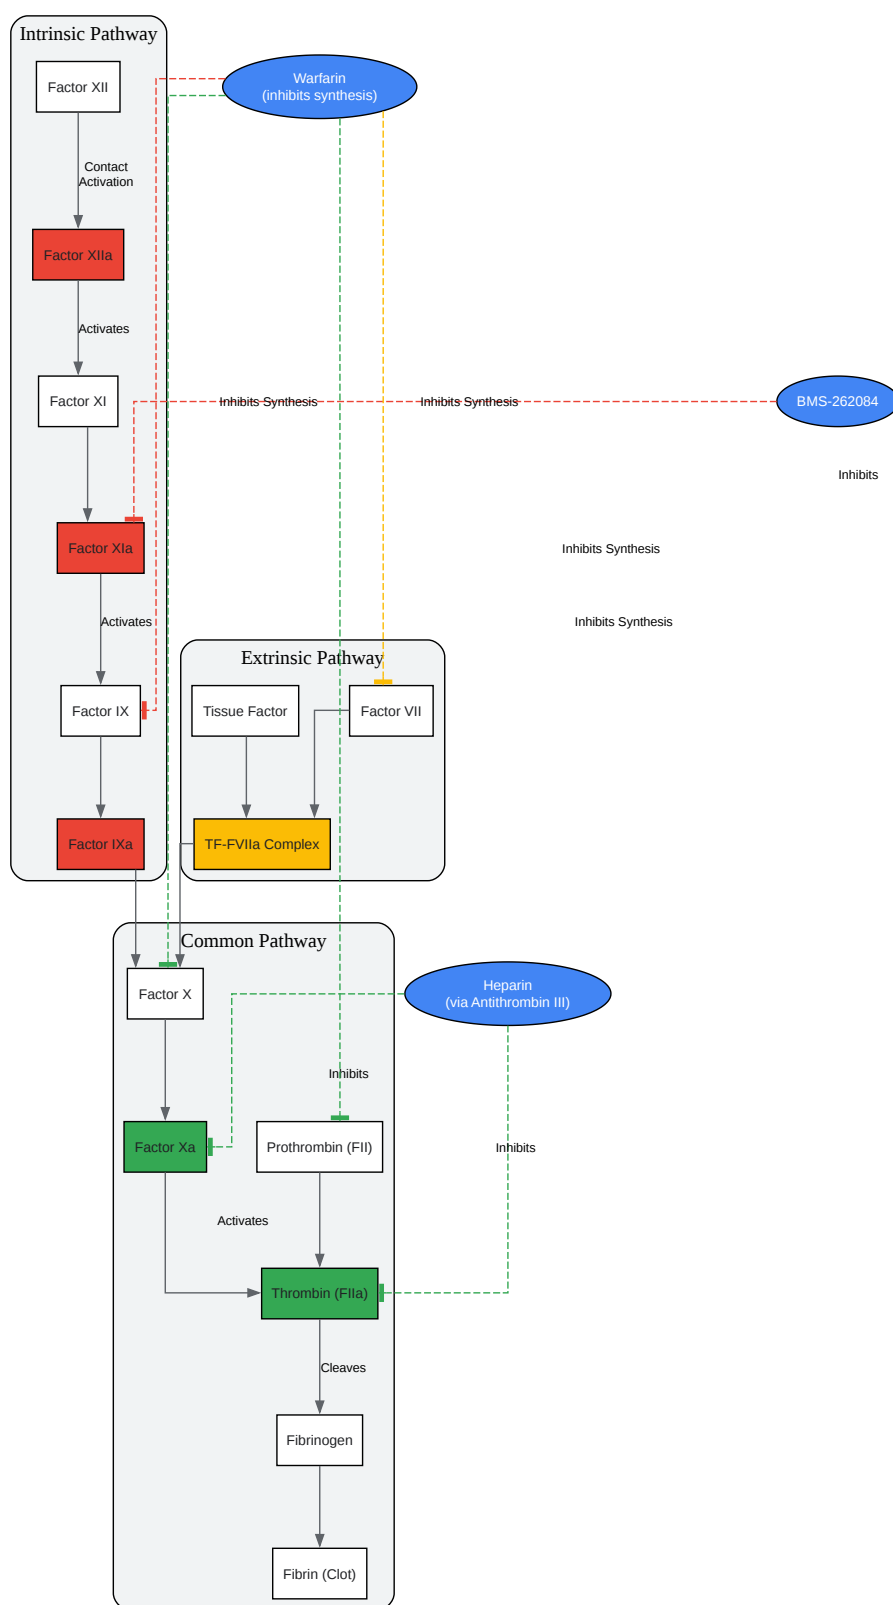 Intrinsic Pathway
Factor XII
Warfarin
(inhibits synthesis)
Contact
Activation
Factor XIIa
Activates
Factor XI
Inhibits Synthesis
Inhibits Synthesis
BMS-262084
Inhibits
Factor XIa
Inhibits Synthesis
Activates
Inhibits Synthesis
Extrinsic Pathway
Factor IX
Tissue Factor
Factor VII
Factor IXa
TF-FVIIa Complex
Common Pathway
Factor X
Heparin
(via Antithrombin III)
Inhibits
Factor Xa
Prothrombin (FII)
Inhibits
Activates
Thrombin (FIIa)
Cleaves
Fibrinogen
Fibrin (Clot)